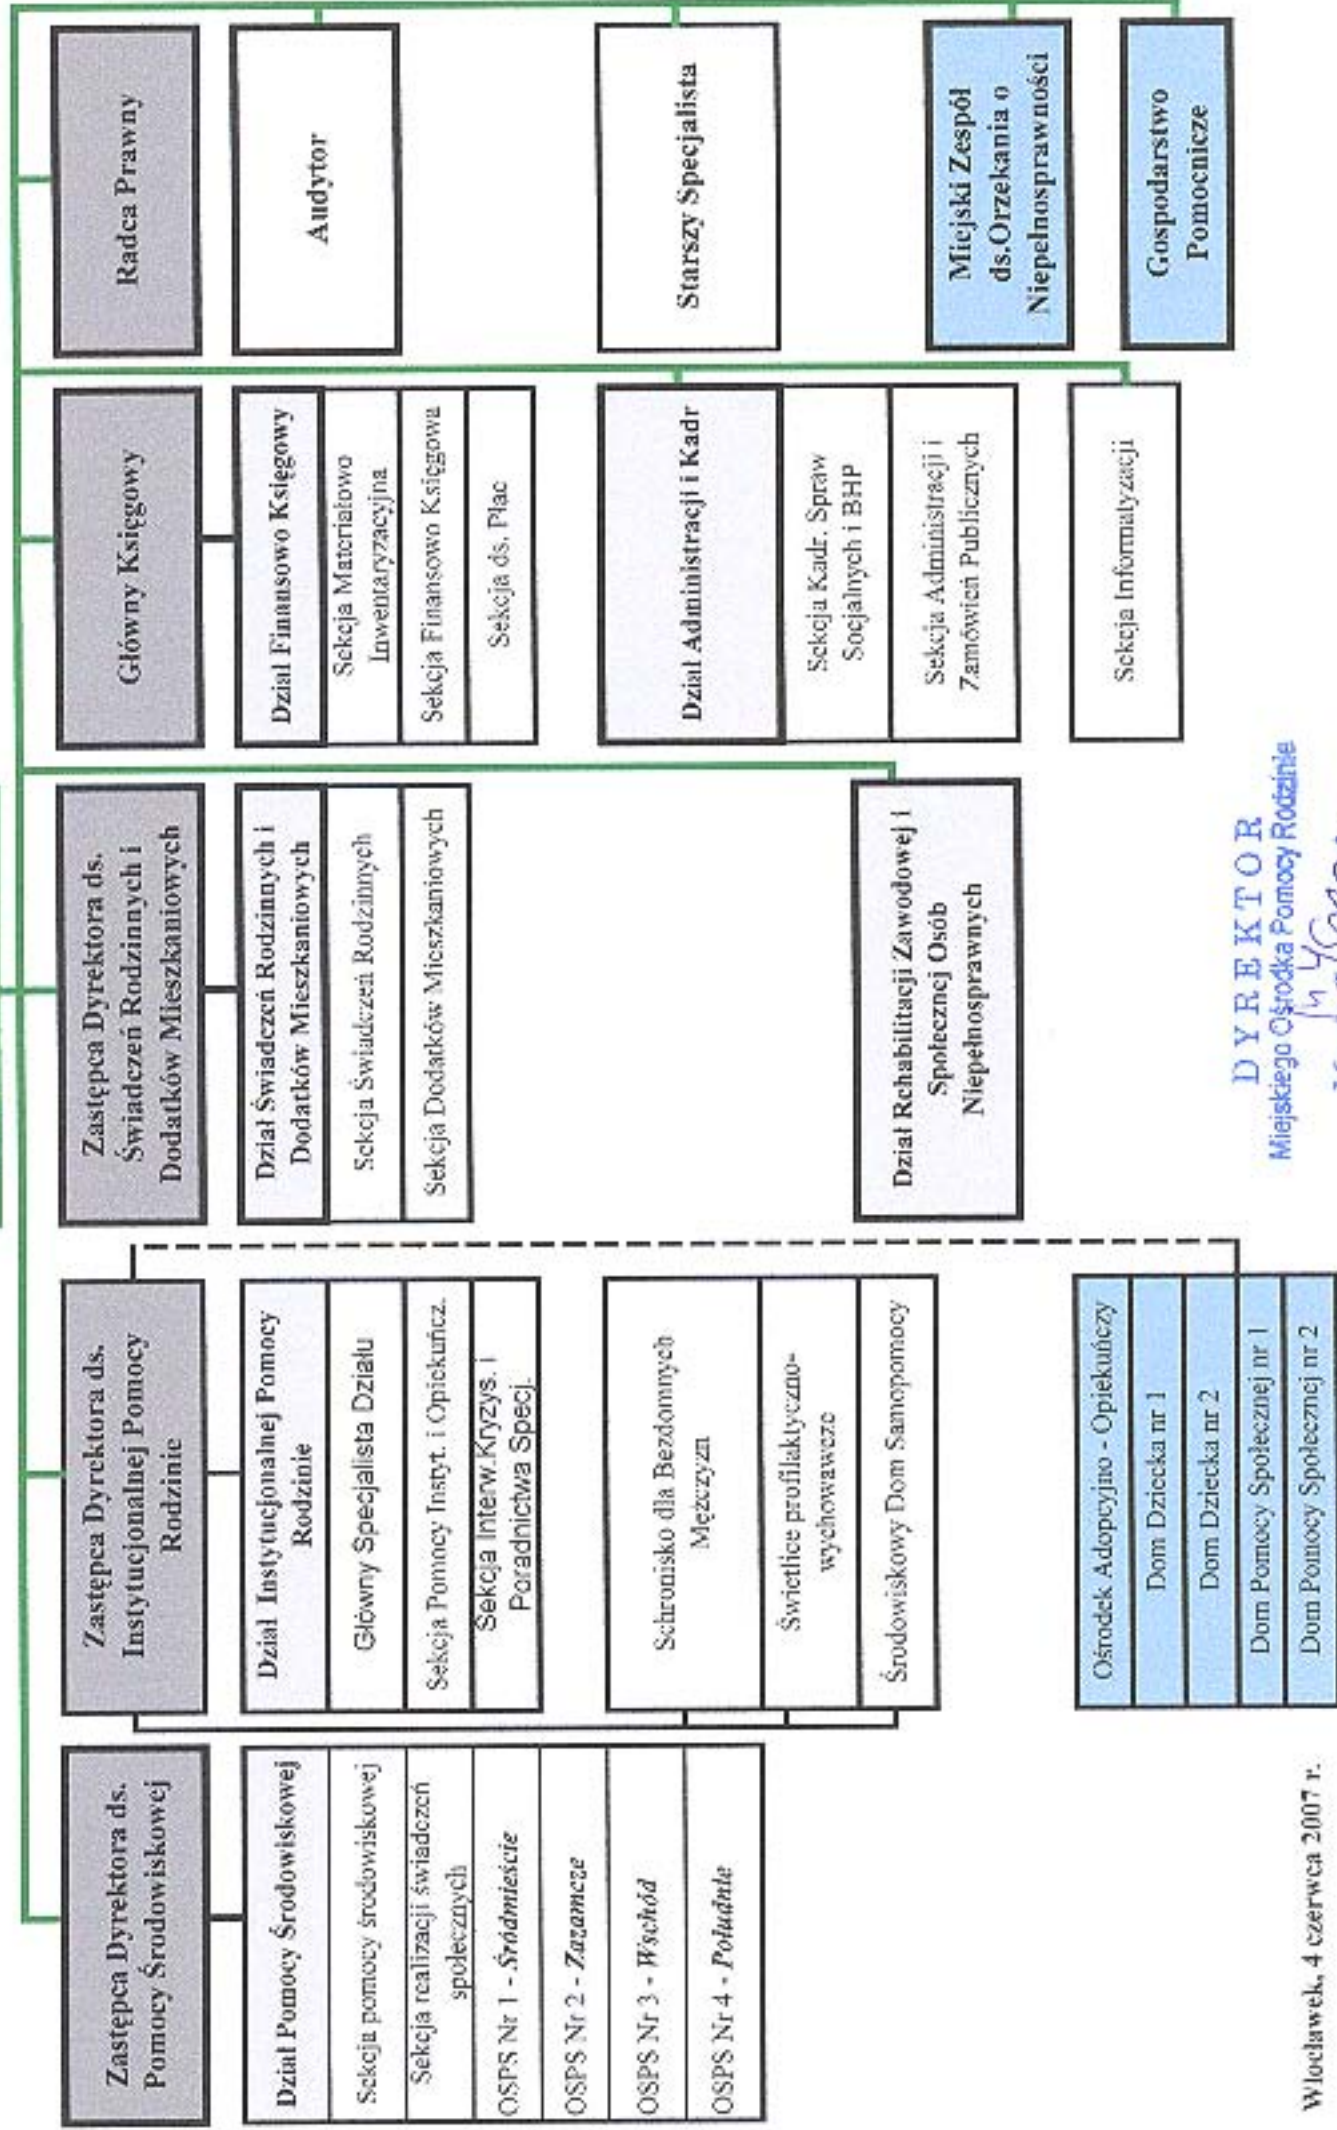 Zastępca Dyrektora ds.
Pomocy Środowiskowej
Dział Pomocy Środowiskowej
Sekcja pomocy środowiskowej
Sekcja realizacji świadczeń
społecznych
OSPS Nr 1 - Śródmieście
OSPS Nr 2 - Zazamcze
OSPS Nr 3 - Wschód
OSPS Nr 4 - Południe
Zastępca Dyrektora ds.
Instytucjonalnej Pomocy
Rodzinie
Dział Instytucjonalnej Pomocy
Rodzinie
Główny Specjalista Działu
Sekcja Pomocy Instyt. i Opiekuńcz.
Sekcja Interw.Kryzys. i
Poradnictwa Specj.
Schronisko dla Bezdomnych
Mężczyzn
Świetlice profilaktyczno-
wychowawcze
Środowiskowy Dom Samopomocy
Ośrodek Adopcyjno - Opiekuńczy
Dom Dziecka nr 1
Dom Dziecka nr 2
Dom Pomocy Społecznej nr 1
Dom Pomocy Społecznej nr 2
Zastępca Dyrektora ds.
Świadczeń Rodzinnych i
Dodatków Mieszkaniowych
Dział Świadczeń Rodzinnych i
Dodatków Mieszkaniowych
Sekcja Świadczeń Rodzinnych
Sekcja Dodatków Mieszkaniowych
Dział Rehabilitacji Zawodowej i
Społecznej Osób
Niepełnosprawnych
Główny Księgowy
Dział Finansowo Księgowy
Sekcja Materiałowo
Inwentaryzacyjna
Sekcja Finansowo Księgowa
Sekcja ds. Płac
Dział Administracji i Kadr
Sekcja Kadr. Spraw
Socjalnych i BHP
Sekcja Administracji i
Zamówień Publicznych
Sekcja Informatyzacji
Radca Prawny
Audytor
Starszy Specjalista
Miejski Zespół
ds.Orzekania o
Niepełnosprawności
Gospodarstwo
Pomocnicze
Włocławek, 4 czerwca 2007 r.
DYREKTOR
Miejskiego Ośrodka Pomocy Rodzinie